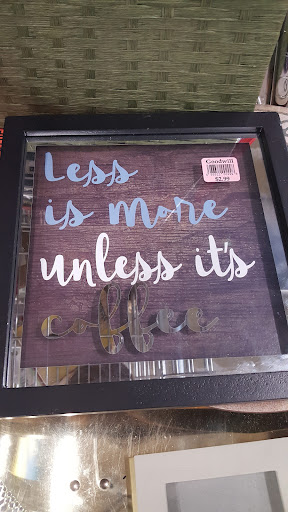 Less
is more
unless it's
coffee
Goodwill
$2.99